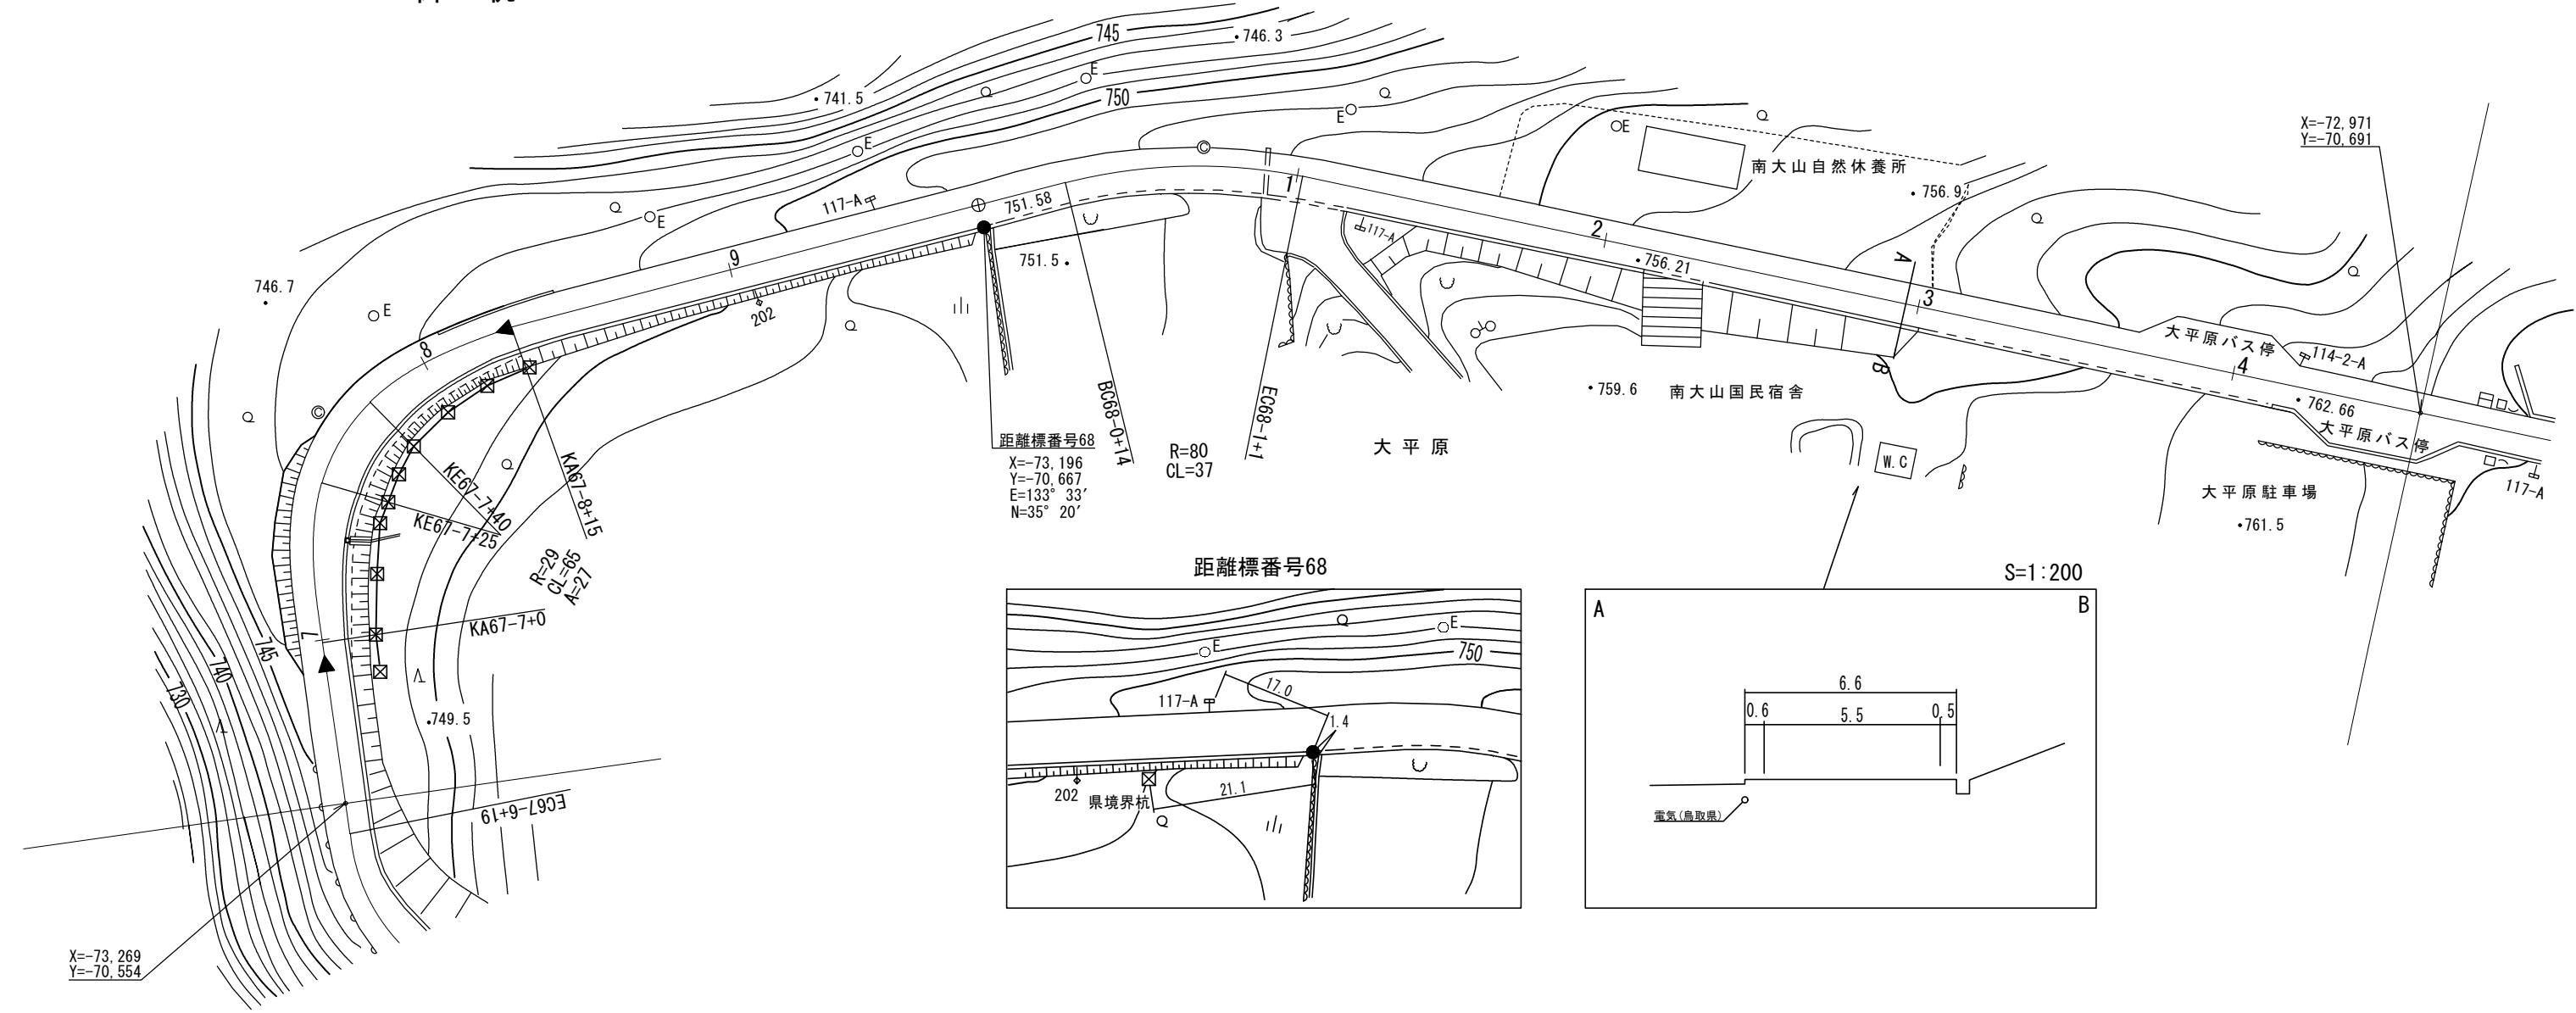 745
746.3
741.5
750
E
E
E
E
E
E
746.7
117-A
751.58
751.5
9
8
202
1
2
117-A
756.21
南大山自然休養所
756.9
A
B
3
大平原バス停
114-2-A
4
762.66
大平原バス停
117-A
X=-72,971
Y=-70,691
759.6
南大山国民宿舎
大平原
W.C
大平原駐車場
761.5
BC68-0+14
R=80
CL=37
EC68-1+1
距離標番号68
X=-73,196
Y=-70,667
E=133° 33′
N=35° 20′
KA67-8+15
KE67-7+40
KE67-7+25
R=29
CL=65
A=27
KA67-7+0
7
745
740
730
749.5
EC67-6+19
X=-73,269
Y=-70,554
距離標番号68
E
E
750
117-A
17.0
1.4
202
県境界杭
21.1
S=1:200
A
B
6.6
0.6
5.5
0.5
電気(鳥取県)